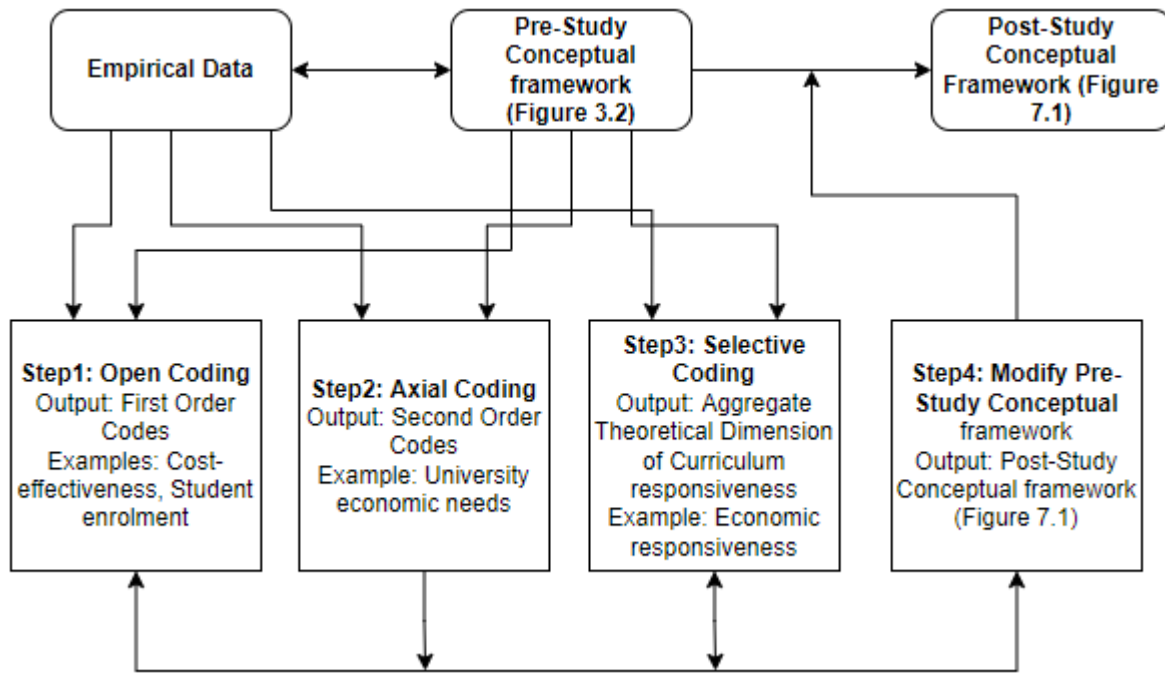 Empirical Data
Pre-Study
Conceptual
framework
(Figure 3.2)
Post-Study
Conceptual
Framework (Figure
7.1)
Step1: Open Coding
Output: First Order
Codes
Examples: Cost-
effectiveness, Student
enrolment
Step2: Axial Coding
Output: Second Order
Codes
Example: University
economic needs
Step3: Selective
Coding
Output: Aggregate
Theoretical Dimension
of Curriculum
responsiveness
Example: Economic
responsiveness
Step4: Modify Pre-
Study Conceptual
framework
Output: Post-Study
Conceptual framework
(Figure 7.1)